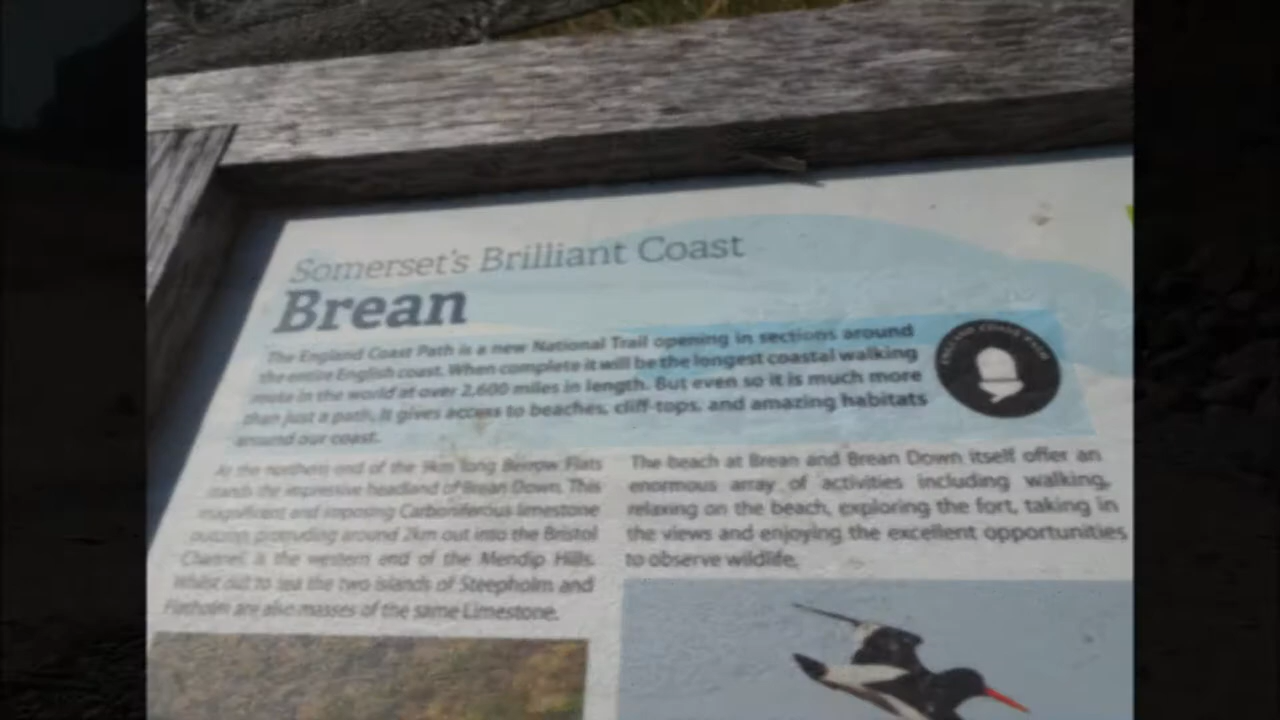 Somerset's Brilliant Coast
Brean
The England Coast Path is a new National Trail opening in sections around
the entire English coast. When complete it will be the longest coastal walking
route in the world at over 2,600 miles in length. But even so it is much more
than just a path. It gives access to beaches, cliff-tops, and amazing habitats
around our coast.
ENGLAND COAST PATH
At the northern end of the 9km long Berrow Flats
stands the impressive headland of Brean Down. This
magnificent and imposing Carboniferous limestone
outcrop, protruding around 2km out into the Bristol
Channel, is the western end of the Mendip Hills.
Whilst out to sea the two islands of Steepholm and
Flatholm are also masses of the same Limestone.
The beach at Brean and Brean Down itself offer an
enormous array of activities including walking,
relaxing on the beach, exploring the fort, taking in
the views and enjoying the excellent opportunities
to observe wildlife.